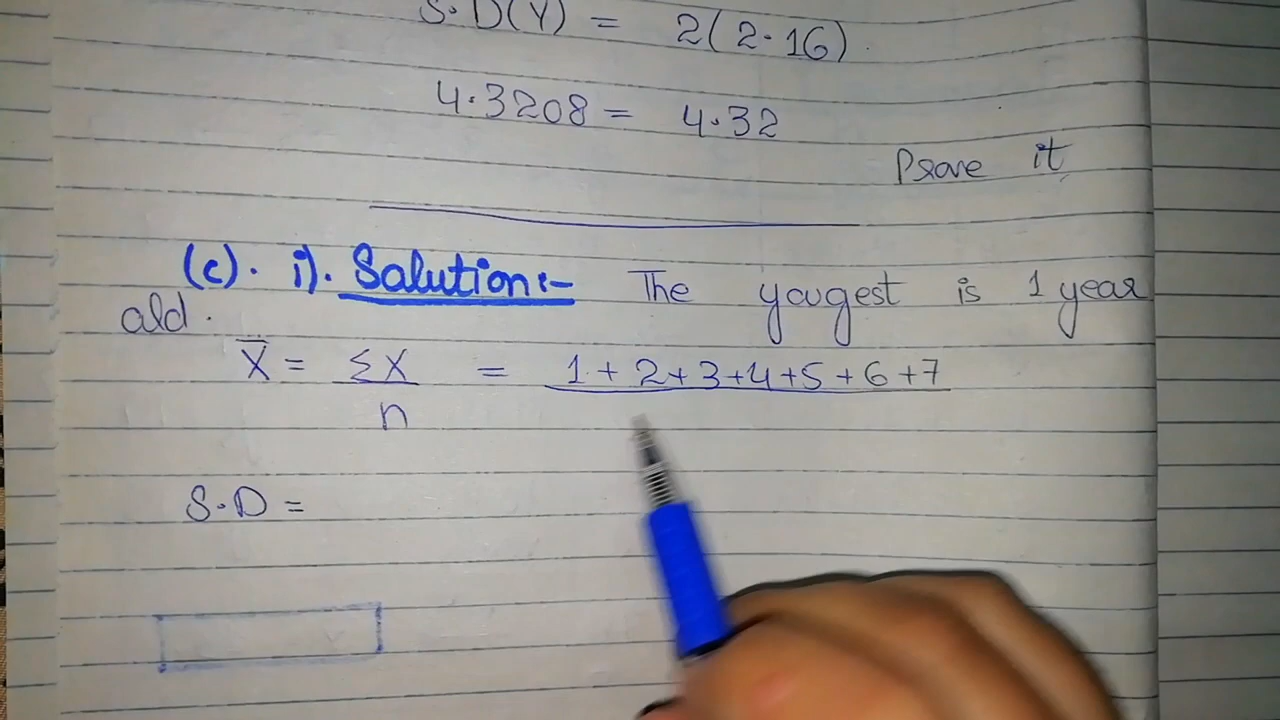 S.D(Y) = 2(2.16).
4.3208 = 4.32
Prove it
(c). i). Salution:- The yougest is 1 year
ald.
X̄ = ΣX / n = 1+2+3+4+5+6+7
S.D =